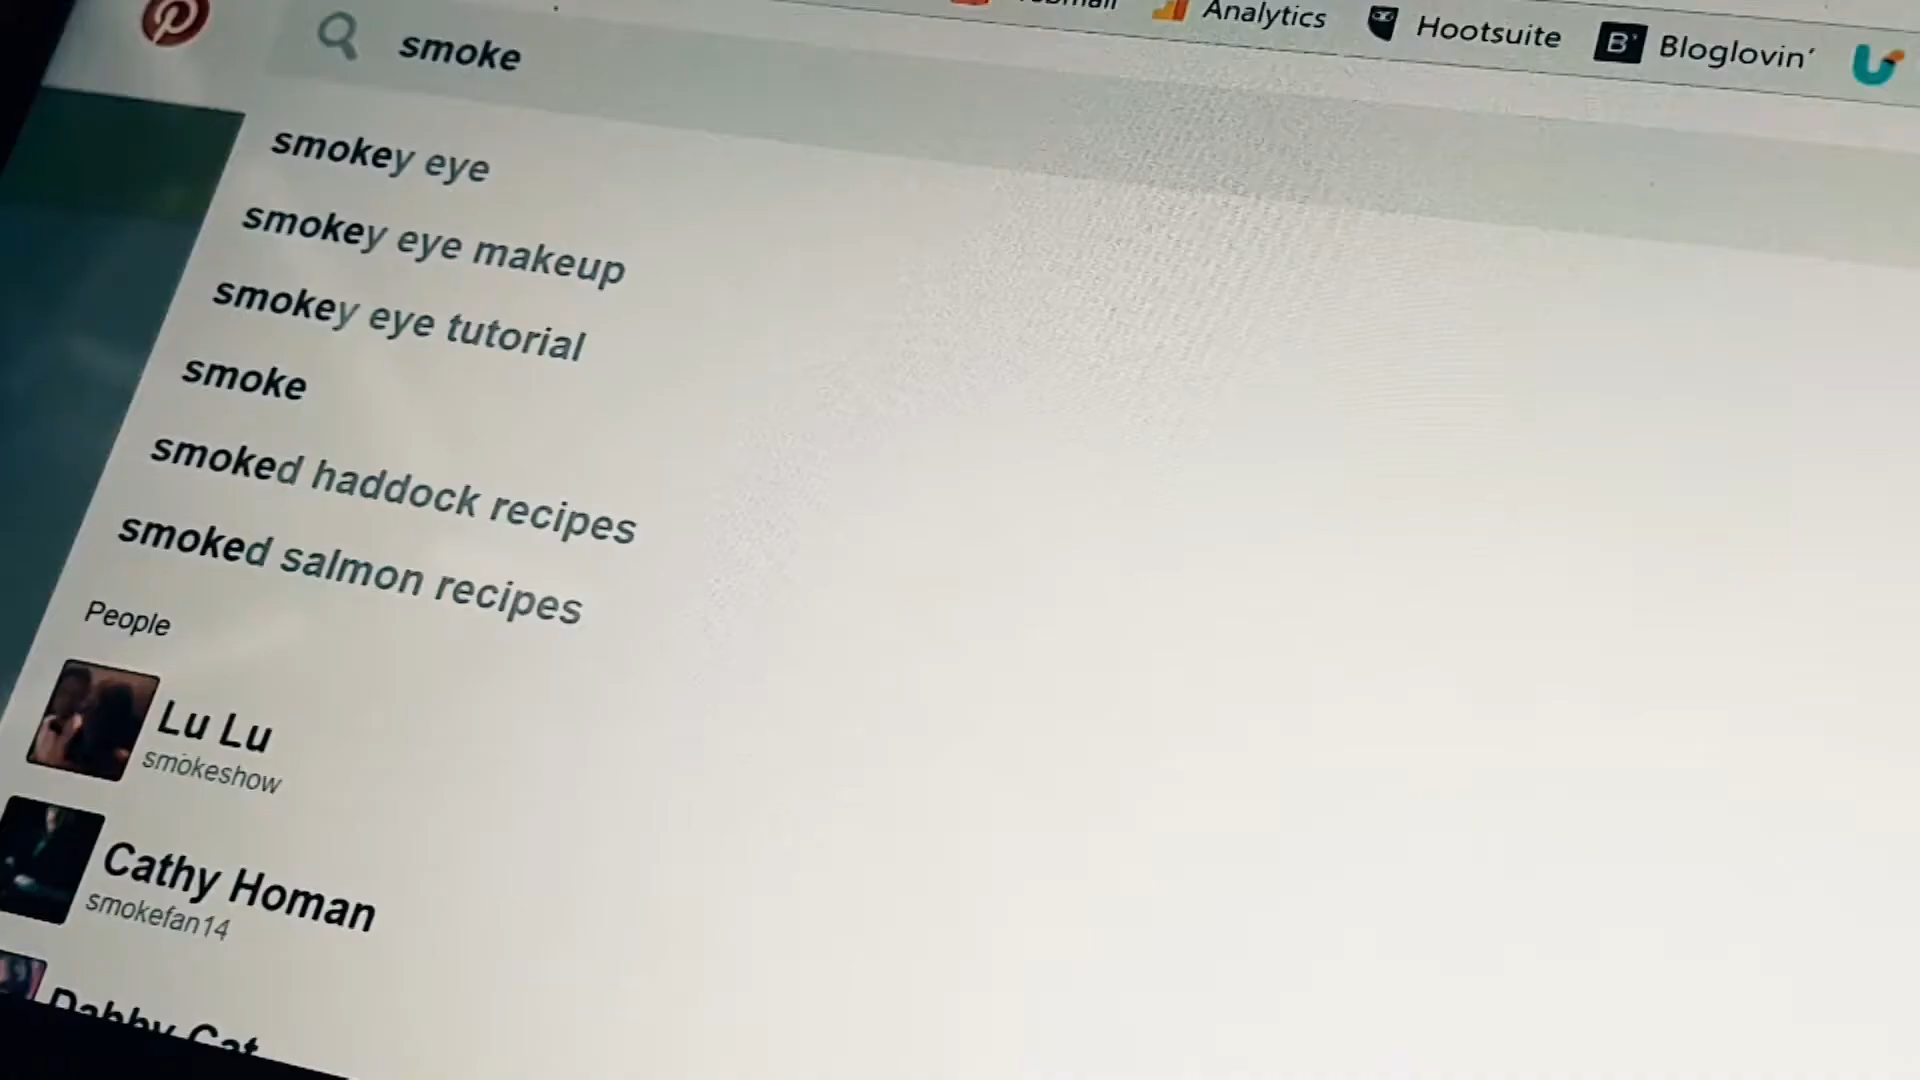 Analytics
Hootsuite
Bloglovin'
smoke
smokey eye
smokey eye makeup
smokey eye tutorial
smoke
smoked haddock recipes
smoked salmon recipes
People
Lu Lu
smokeshow
Cathy Homan
smokefan14
Cat